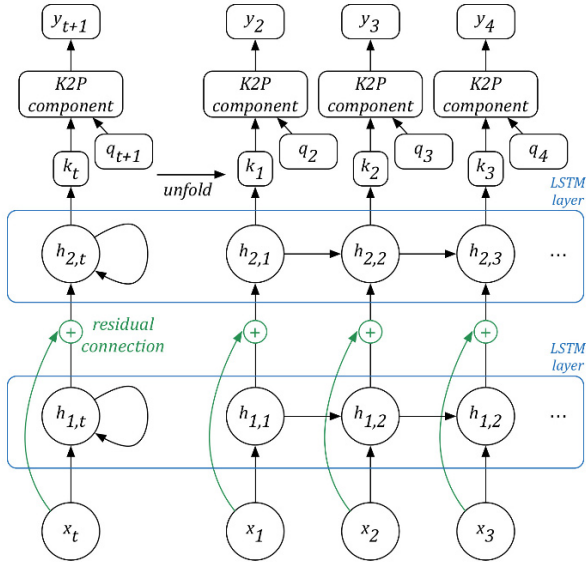 y_{t+1} y_2 y_3 y_4
K2P component K2P component K2P component K2P component
q_{t+1} q_2 q_3 q_4
k_t k_1 k_2 k_3
unfold
LSTM layer
h_{2,t} h_{2,1} h_{2,2} h_{2,3} ...
+ residual connection + + +
LSTM layer
h_{1,t} h_{1,1} h_{1,2} h_{1,2} ...
x_t x_1 x_2 x_3